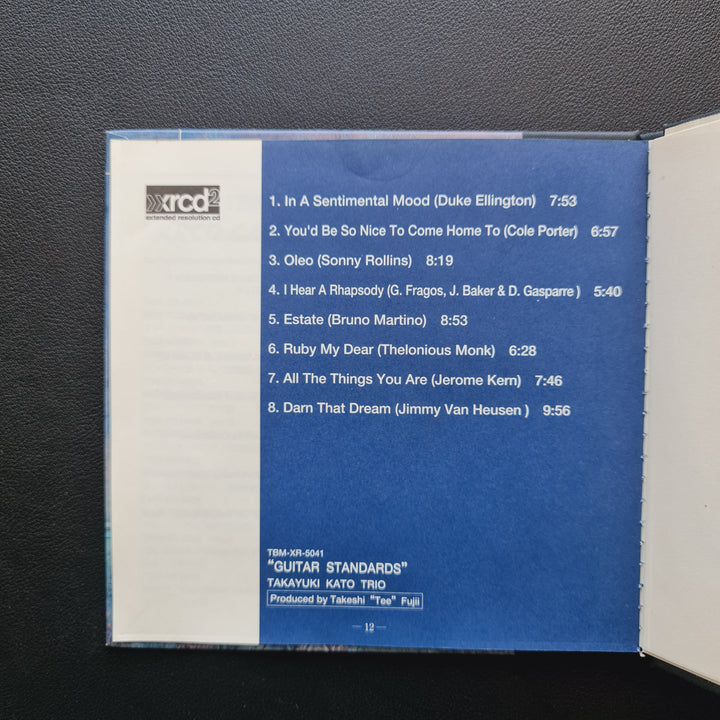 xrcd2
extended resolution cd
1. In A Sentimental Mood (Duke Ellington) 7:53
2. You'd Be So Nice To Come Home To (Cole Porter) 6:57
3. Oleo (Sonny Rollins) 8:19
4. I Hear A Rhapsody (G. Fragos, J. Baker & D. Gasparre ) 5:40
5. Estate (Bruno Martino) 8:53
6. Ruby My Dear (Thelonious Monk) 6:28
7. All The Things You Are (Jerome Kern) 7:46
8. Darn That Dream (Jimmy Van Heusen ) 9:56
TBM-XR-5041
"GUITAR STANDARDS"
TAKAYUKI KATO TRIO
Produced by Takeshi "Tee" Fujii
— 12 —